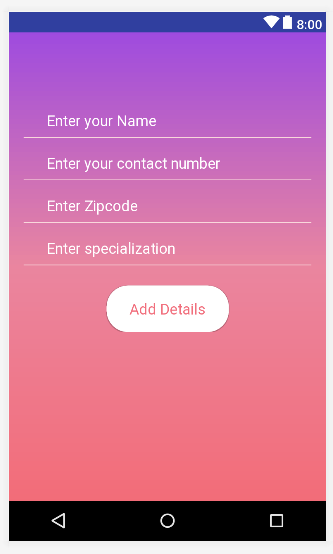 8:00
Enter your Name
Enter your contact number
Enter Zipcode
Enter specialization
Add Details